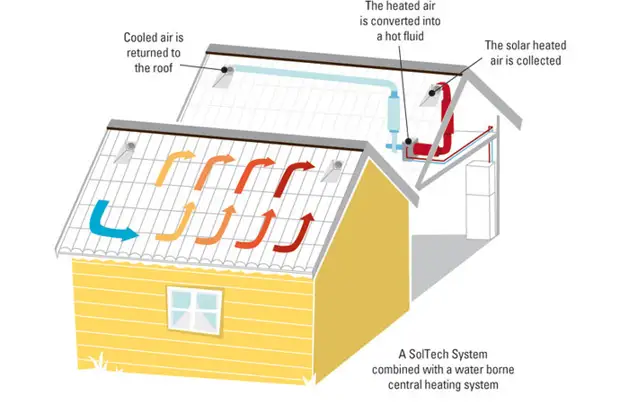 The heated air
is converted into
a hot fluid
Cooled air is
returned to
the roof
The solar heated
air is collected
A SolTech System
combined with a water borne
central heating system